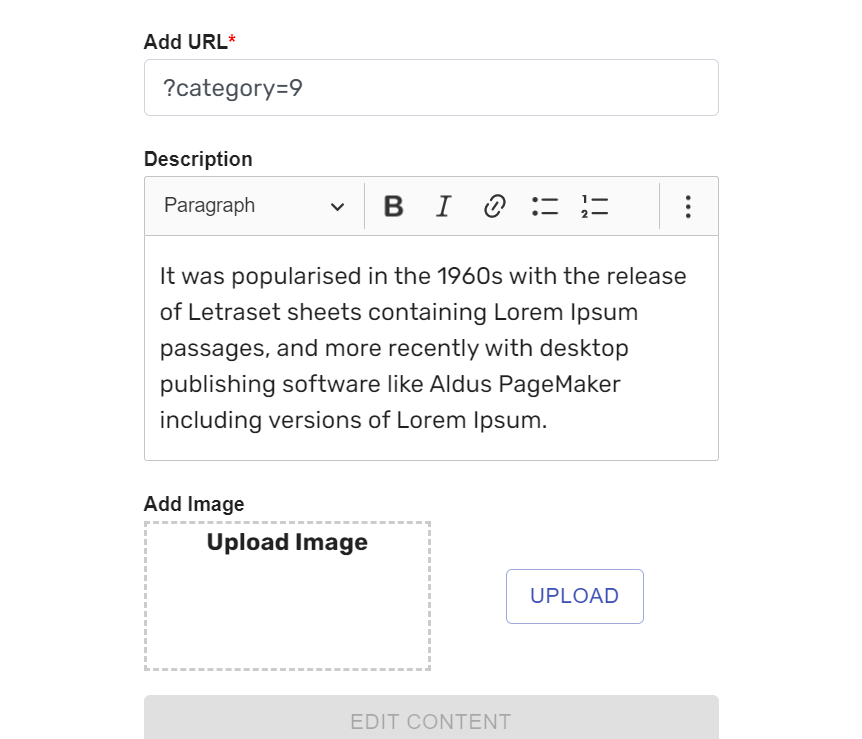 Add URL*
?category=9
Description
Paragraph
It was popularised in the 1960s with the release
of Letraset sheets containing Lorem Ipsum
passages, and more recently with desktop
publishing software like Aldus PageMaker
including versions of Lorem Ipsum.
Add Image
Upload Image
UPLOAD
EDIT CONTENT